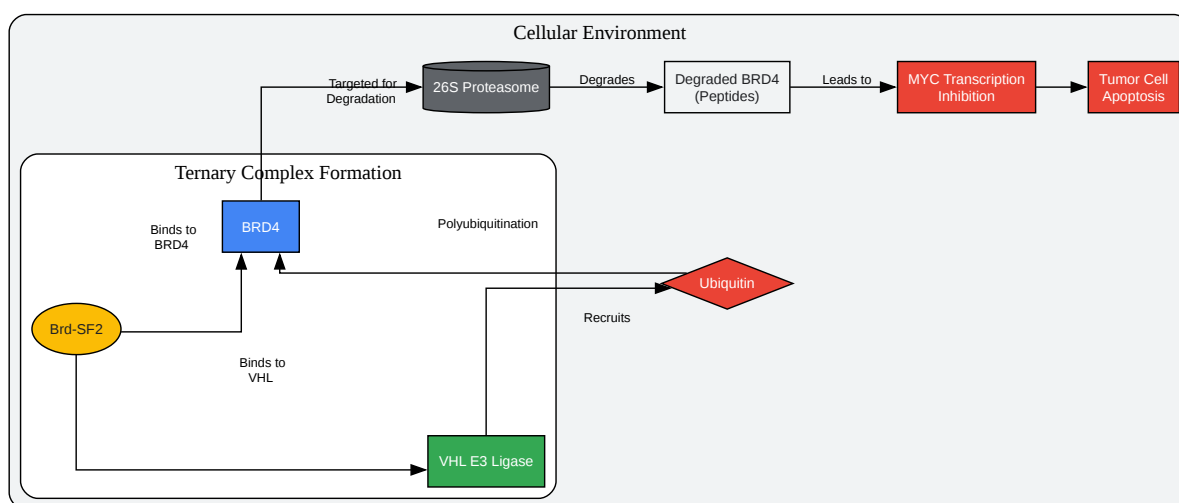 Cellular Environment
Targeted for
Degradation
26S Proteasome
Degrades
Degraded BRD4
(Peptides)
Leads to
MYC Transcription
Inhibition
Tumor Cell
Apoptosis
Ternary Complex Formation
Binds to
BRD4
BRD4
Polyubiquitination
Ubiquitin
Recruits
Brd-SF2
Binds to
VHL
VHL E3 Ligase